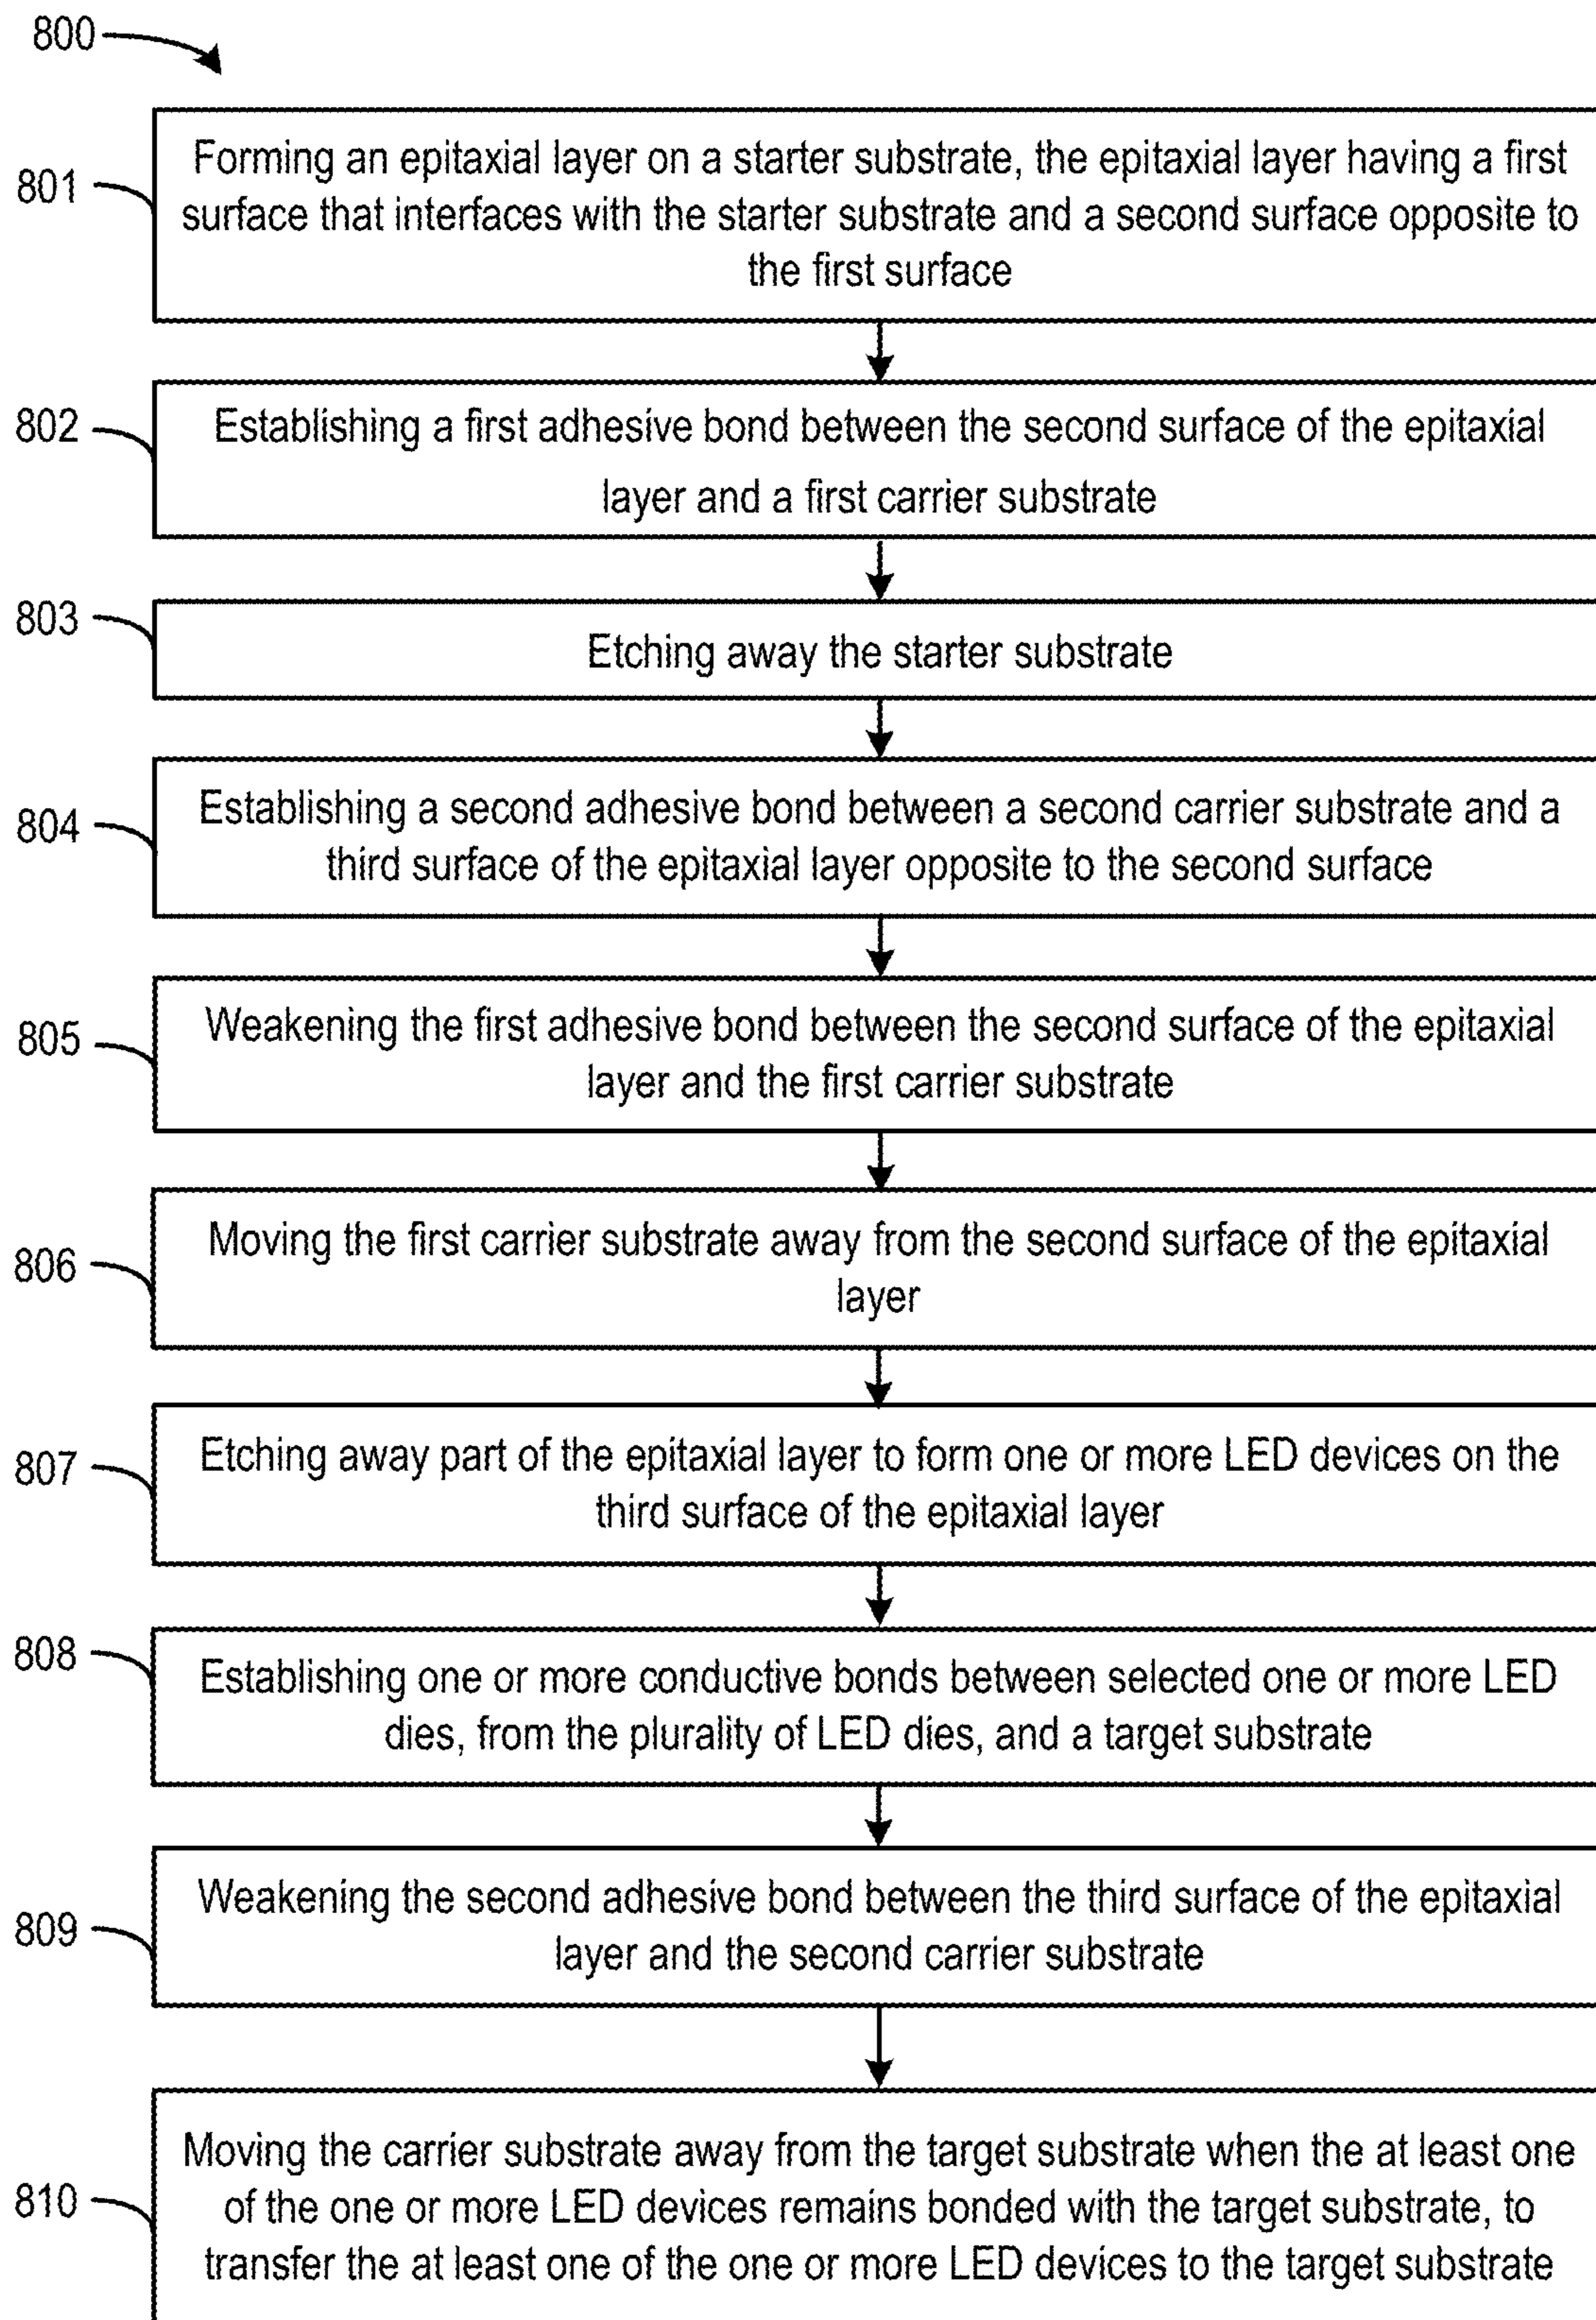 800
801
Forming an epitaxial layer on a starter substrate, the epitaxial layer having a first
surface that interfaces with the starter substrate and a second surface opposite to
the first surface
802
Establishing a first adhesive bond between the second surface of the epitaxial
layer and a first carrier substrate
803
Etching away the starter substrate
804
Establishing a second adhesive bond between a second carrier substrate and a
third surface of the epitaxial layer opposite to the second surface
805
Weakening the first adhesive bond between the second surface of the epitaxial
layer and the first carrier substrate
806
Moving the first carrier substrate away from the second surface of the epitaxial
layer
807
Etching away part of the epitaxial layer to form one or more LED devices on the
third surface of the epitaxial layer
808
Establishing one or more conductive bonds between selected one or more LED
dies, from the plurality of LED dies, and a target substrate
809
Weakening the second adhesive bond between the third surface of the epitaxial
layer and the second carrier substrate
810
Moving the carrier substrate away from the target substrate when the at least one
of the one or more LED devices remains bonded with the target substrate, to
transfer the at least one of the one or more LED devices to the target substrate